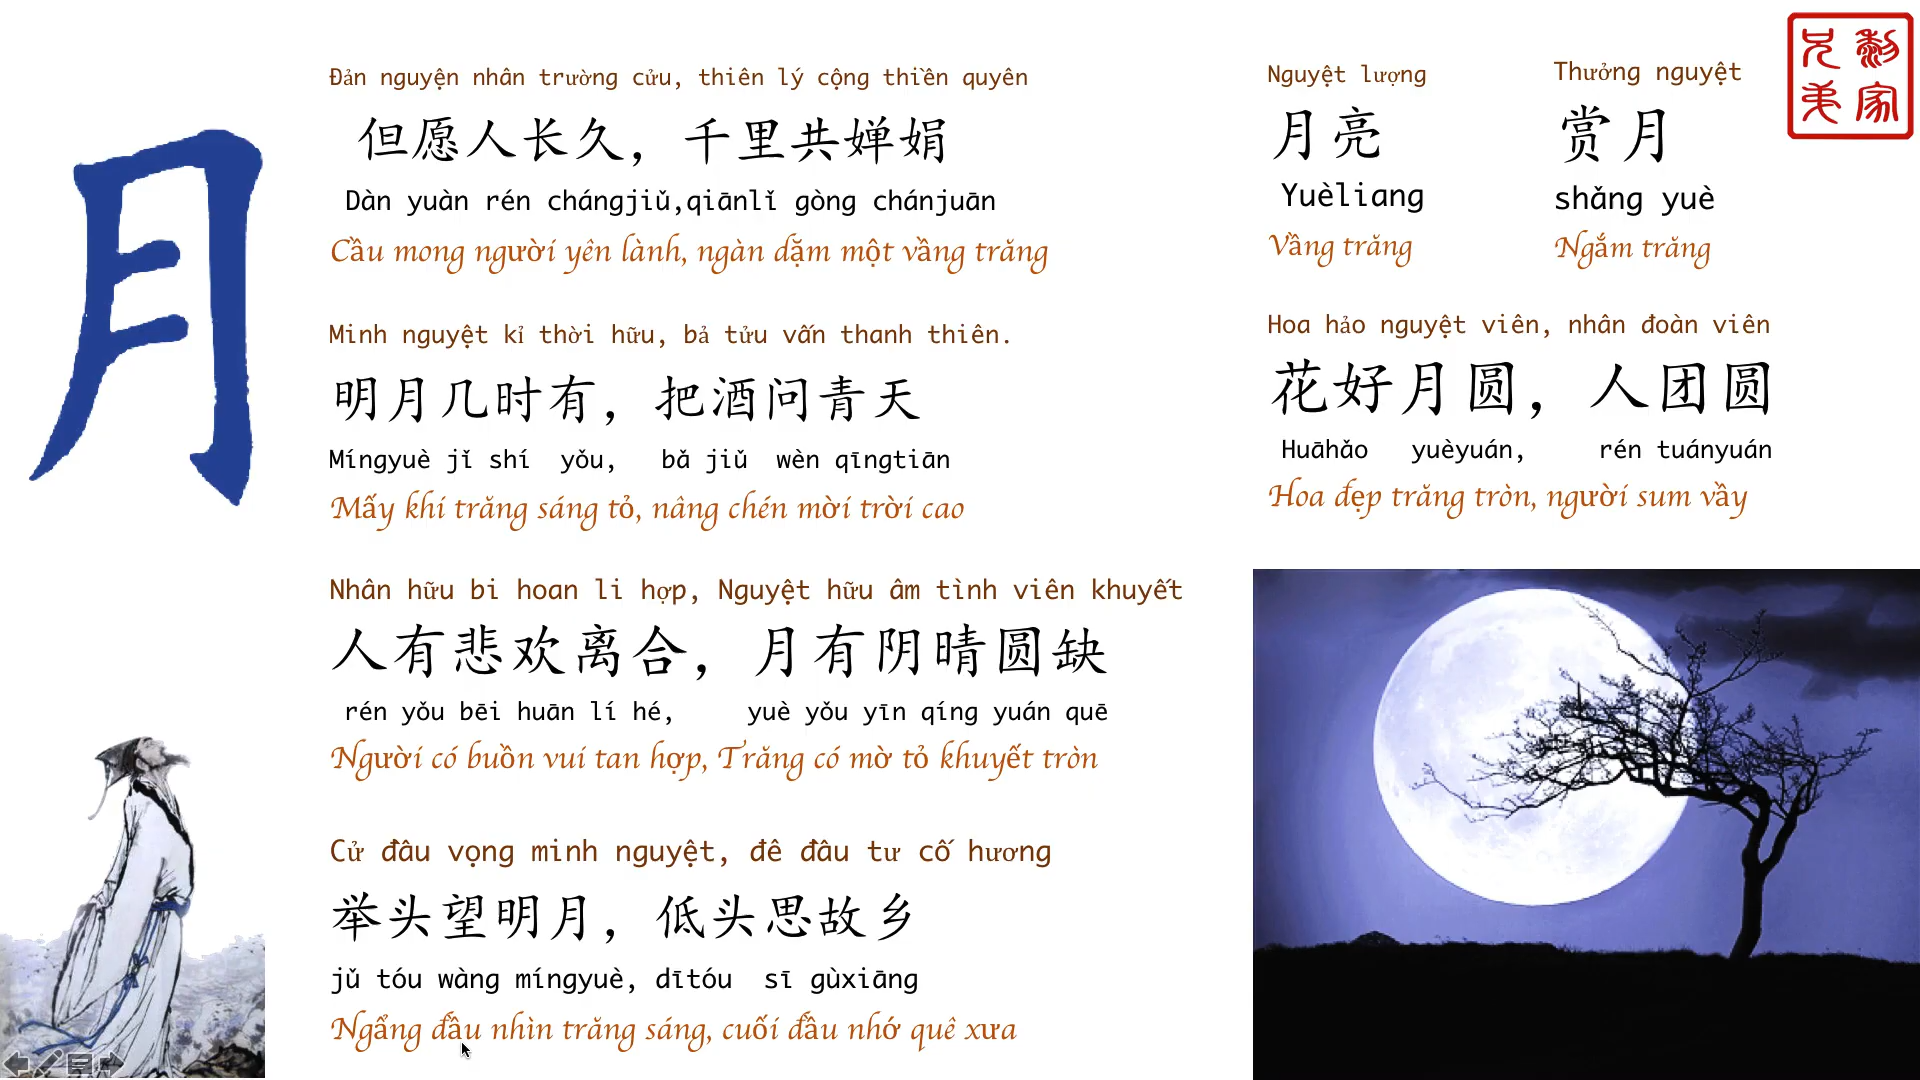 月
Đản nguyện nhân trường cửu, thiên lý cộng thiền quyên
但愿人长久，千里共婵娟
Dàn yuàn rén chángjiǔ,qiānlǐ gòng chánjuān
Cầu mong người yên lành, ngàn dặm một vầng trăng
Minh nguyệt kỉ thời hữu, bả tửu vấn thanh thiên.
明月几时有，把酒问青天
Míngyuè jǐ shí yǒu, bǎ jiǔ wèn qīngtiān
Mấy khi trăng sáng tỏ, nâng chén mời trời cao
Nhân hữu bi hoan li hợp, Nguyệt hữu âm tình viên khuyết
人有悲欢离合，月有阴晴圆缺
rén yǒu bēi huān lí hé, yuè yǒu yīn qíng yuán quē
Người có buồn vui tan hợp, Trăng có mờ tỏ khuyết tròn
Cử đầu vọng minh nguyệt, đê đầu tư cố hương
举头望明月，低头思故乡
jǔ tóu wàng míngyuè, dītóu sī gùxiāng
Ngẩng đầu nhìn trăng sáng, cuối đầu nhớ quê xưa
Nguyệt lượng
月亮
Yuèliang
Vầng trăng
Thưởng nguyệt
赏月
shǎng yuè
Ngắm trăng
Hoa hảo nguyệt viên, nhân đoàn viên
花好月圆，人团圆
Huāhǎo yuèyuán, rén tuányuán
Hoa đẹp trăng tròn, người sum vầy